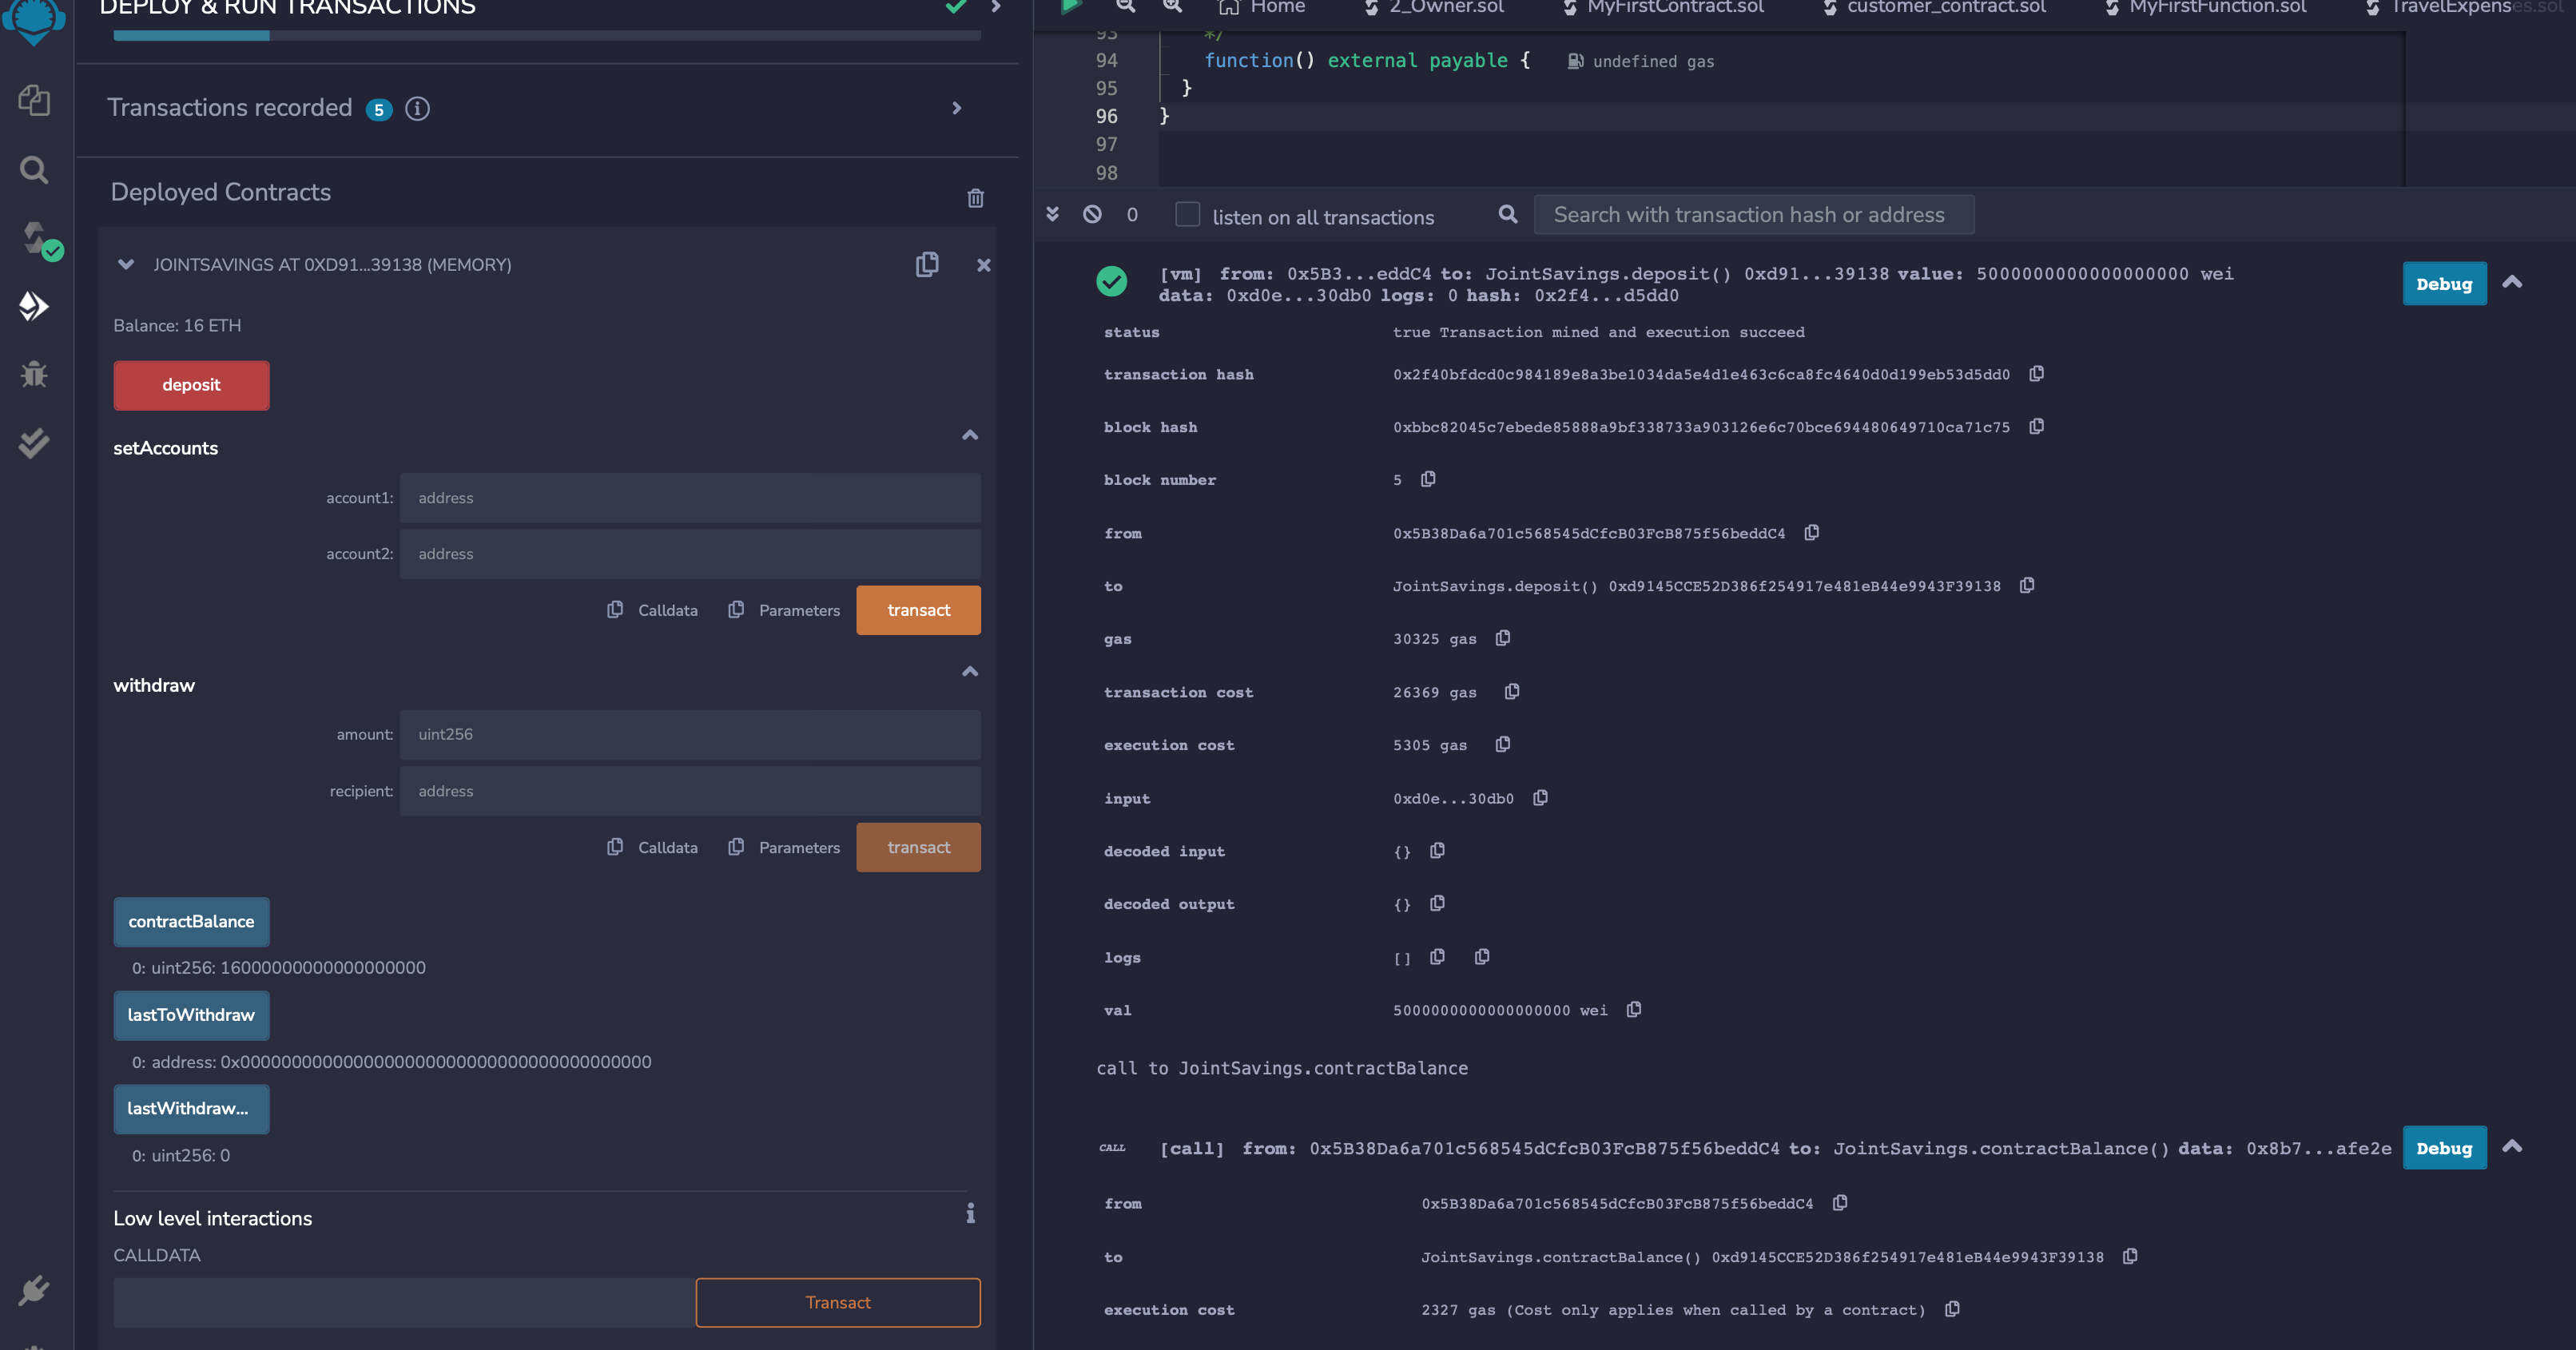 DEPLOY & RUN TRANSACTIONS
Transactions recorded 5
Deployed Contracts
JOINTSAVINGS AT 0XD91...39138 (MEMORY)
Balance: 16 ETH
deposit
setAccounts
account1: address
account2: address
Calldata Parameters transact
withdraw
amount: uint256
recipient: address
Calldata Parameters transact
contractBalance
0: uint256: 16000000000000000000
lastToWithdraw
0: address: 0x0000000000000000000000000000000000000000
lastWithdraw...
0: uint256: 0
Low level interactions
CALLDATA
Transact
Home 2_Owner.sol MyFirstContract.sol customer_contract.sol MyFirstFunction.sol TravelExpenses.sol
93 */
94 function() external payable { undefined gas
95 }
96 }
97
98
0 listen on all transactions Search with transaction hash or address
[vm] from: 0x5B3...eddC4 to: JointSavings.deposit() 0xd91...39138 value: 5000000000000000000 wei
data: 0xd0e...30db0 logs: 0 hash: 0x2f4...d5dd0
Debug
status true Transaction mined and execution succeed
transaction hash 0x2f40bfdcd0c984189e8a3be1034da5e4d1e463c6ca8fc4640d0d199eb53d5dd0
block hash 0xbbc82045c7ebede85888a9bf338733a903126e6c70bce694480649710ca71c75
block number 5
from 0x5B38Da6a701c568545dCfcB03FcB875f56beddC4
to JointSavings.deposit() 0xd9145CCE52D386f254917e481eB44e9943F39138
gas 30325 gas
transaction cost 26369 gas
execution cost 5305 gas
input 0xd0e...30db0
decoded input {}
decoded output {}
logs []
val 5000000000000000000 wei
call to JointSavings.contractBalance
CALL [call] from: 0x5B38Da6a701c568545dCfcB03FcB875f56beddC4 to: JointSavings.contractBalance() data: 0x8b7...afe2e
Debug
from 0x5B38Da6a701c568545dCfcB03FcB875f56beddC4
to JointSavings.contractBalance() 0xd9145CCE52D386f254917e481eB44e9943F39138
execution cost 2327 gas (Cost only applies when called by a contract)